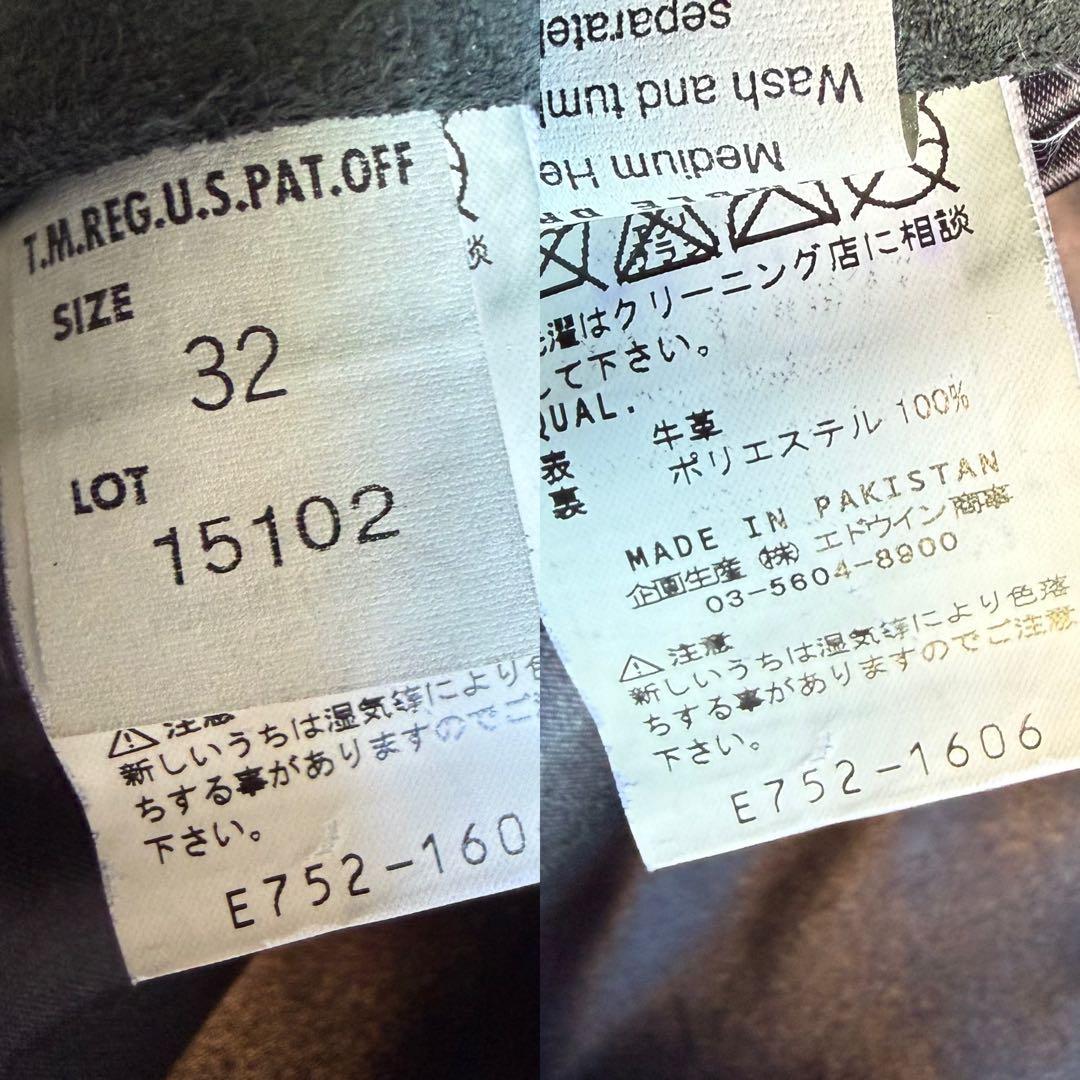 T.M.REG.U.S.PAT.OFF
SIZE
32
LOT
15102
談
注意
新しいうちは湿気等により色
ちする事がありますのでご
下さい。
E752-160
separatel
Wash and tumb
Medium He
クリーニング店に相談
して下さい。
QUAL.
表 牛革
裏 ポリエステル 100%
MADE IN PAKISTAN
企画生産 (株) エドウイン商事
03-5604-8900
⚠注意
新しいうちは湿気等により色落
ちする事がありますのでご注意
下さい。
E752-1606